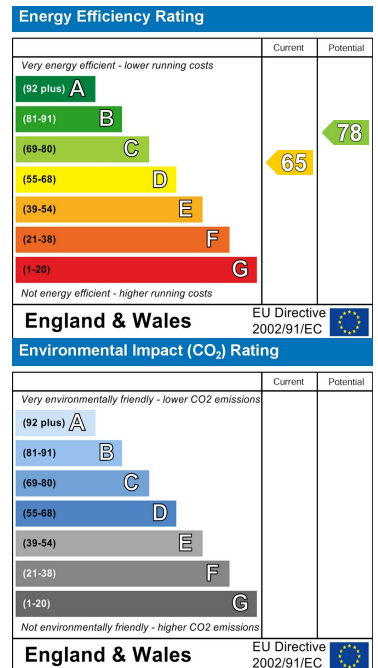 Energy Efficiency Rating
Current Potential
Very energy efficient - lower running costs
(92 plus) A
(81-91) B
(69-80) C
(55-68) D
(39-54) E
(21-38) F
(1-20) G
65
78
Not energy efficient - higher running costs
England & Wales
EU Directive
2002/91/EC
Environmental Impact (CO₂) Rating
Current Potential
Very environmentally friendly - lower CO2 emissions
(92 plus) A
(81-91) B
(69-80) C
(55-68) D
(39-54) E
(21-38) F
(1-20) G
Not environmentally friendly - higher CO2 emissions
England & Wales
EU Directive
2002/91/EC